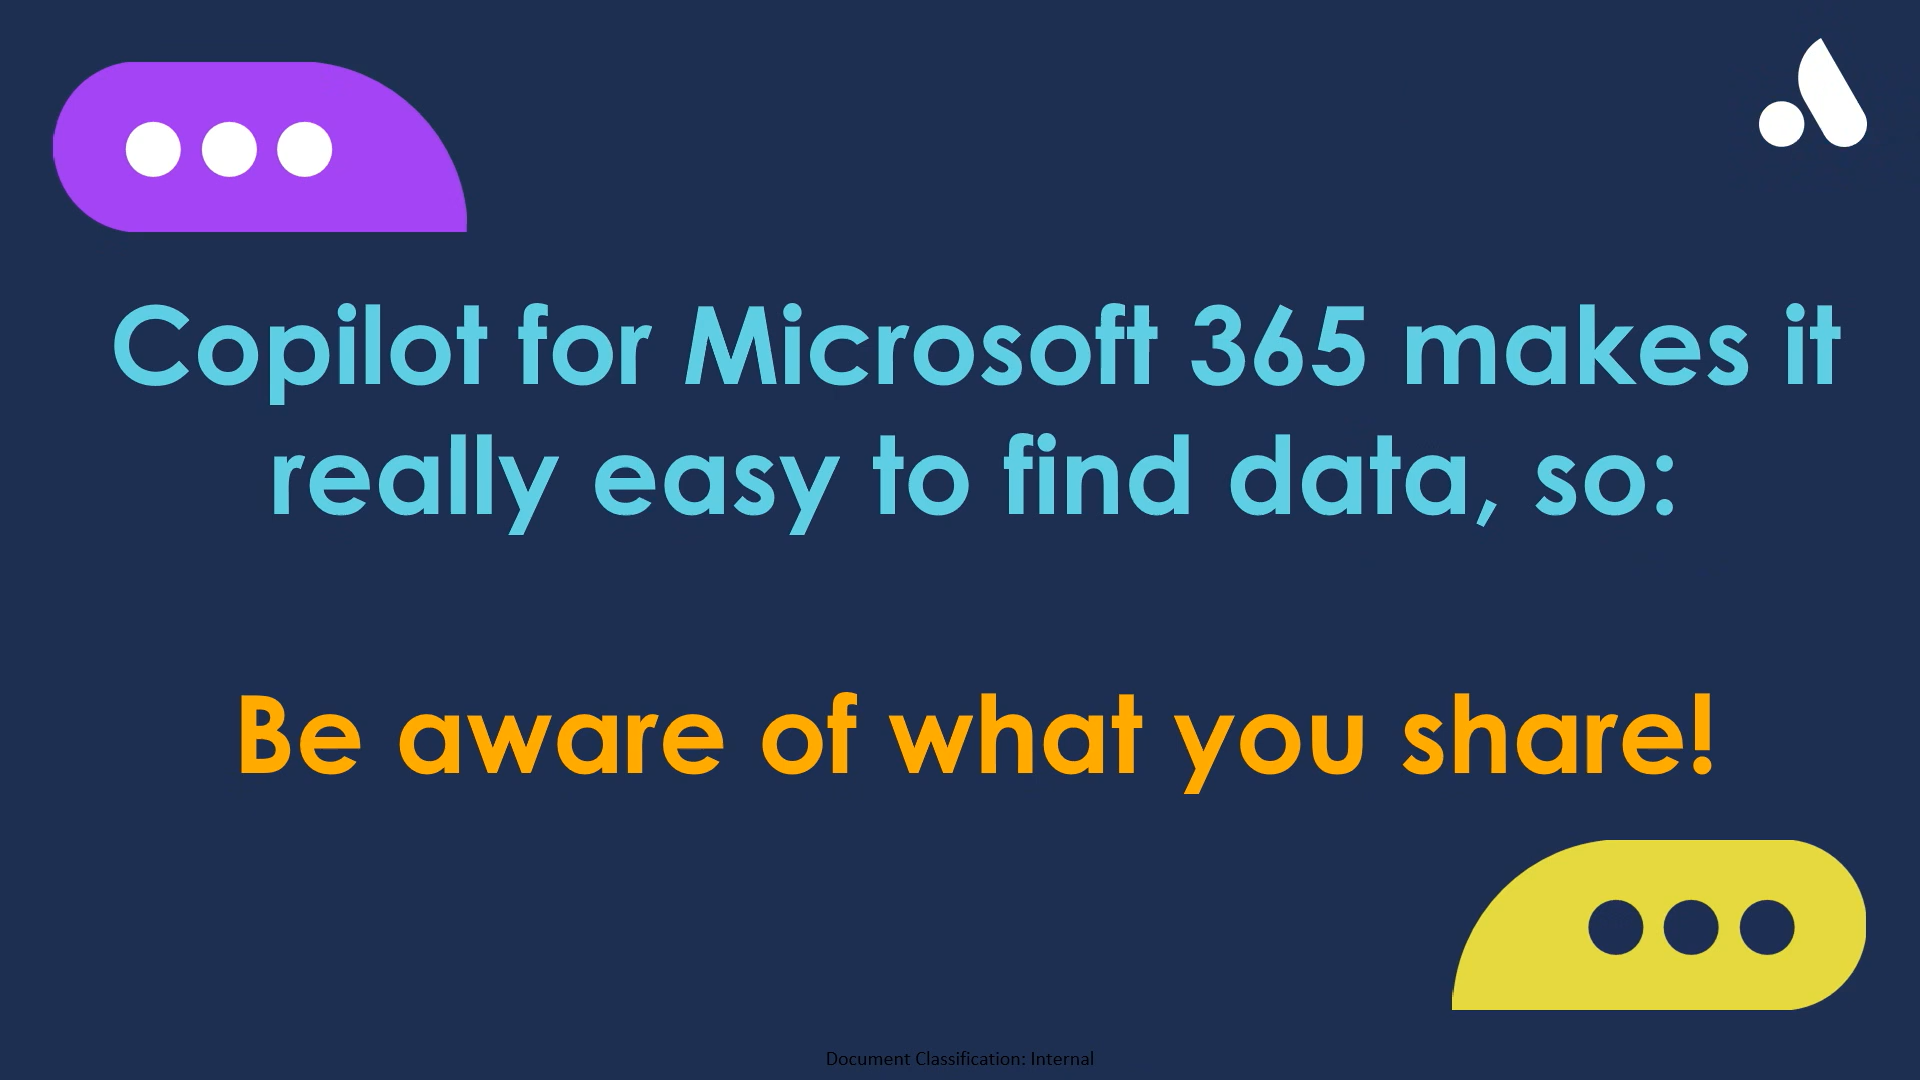 Copilot for Microsoft 365 makes it
really easy to find data, so:
Be aware of what you share!
Document Classification: Internal